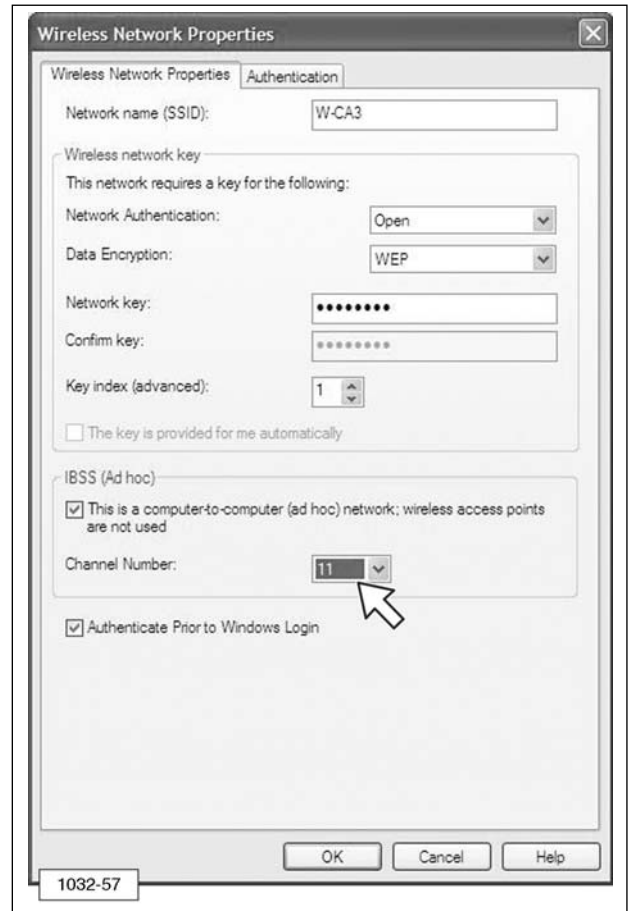 Wireless Network Properties
Wireless Network Properties
Authentication
Network name (SSID):
W-CA3
Wireless network key
This network requires a key for the following:
Network Authentication:
Open
Data Encryption:
WEP
Network key:
••••••••
Confirm key:
••••••••
Key index (advanced):
1
The key is provided for me automatically
IBSS (Ad hoc)
This is a computer-to-computer (ad hoc) network; wireless access points
are not used
Channel Number:
11
Authenticate Prior to Windows Login
OK
Cancel
Help
1032-57